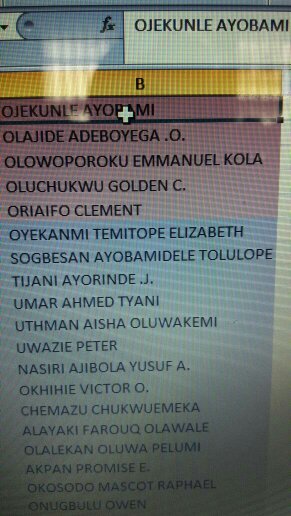 fx OJEKUNLE AYOBAMI
B
OJEKUNLE AYOBAMI
OLAJIDE ADEBOYEGA .O.
OLOWOPOROKU EMMANUEL KOLA
OLUCHUKWU GOLDEN C.
ORIAIFO CLEMENT
OYEKANMI TEMITOPE ELIZABETH
SOGBESAN AYOBAMIDELE TOLULOPE
TIJANI AYORINDE .J.
UMAR AHMED TYANI
UTHMAN AISHA OLUWAKEMI
UWAZIE PETER
NASIRI AJIBOLA YUSUF A.
OKHIHIE VICTOR O.
CHEMAZU CHUKWUEMEKA
ALAYAKI FAROUQ OLAWALE
OLALEKAN OLUWA PELUMI
AKPAN PROMISE E.
OKOSODO MASCOT RAPHAEL
ONUGBULU OWEN